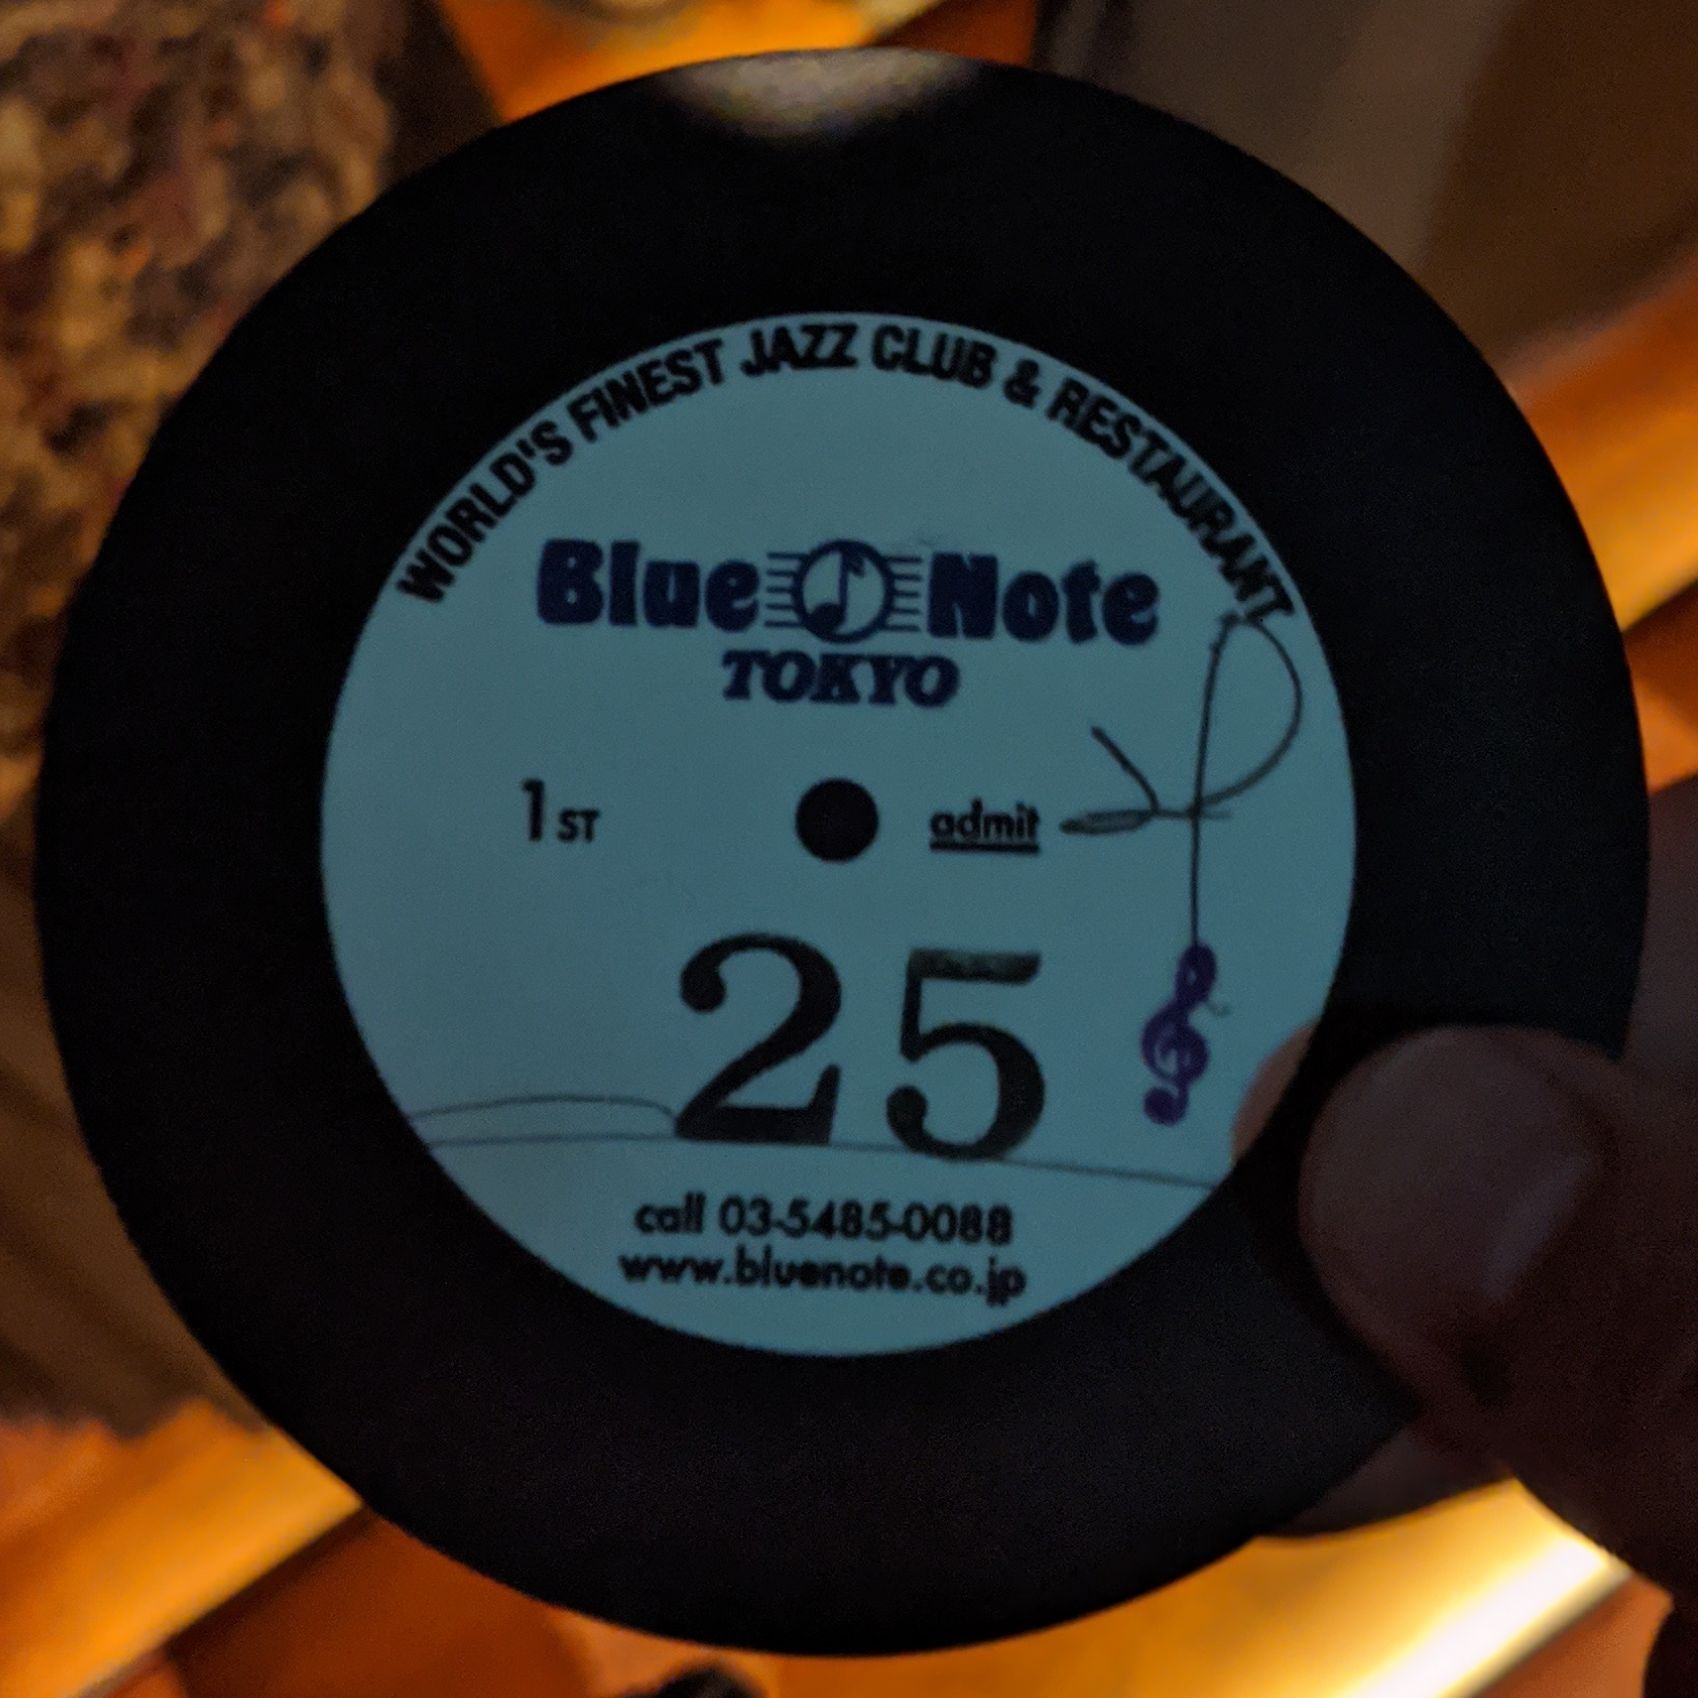 WORLD'S FINEST JAZZ CLUB & RESTAURANT
Blue Note
TOKYO
1ST admit
25
call 03-5485-0088
www.bluenote.co.jp